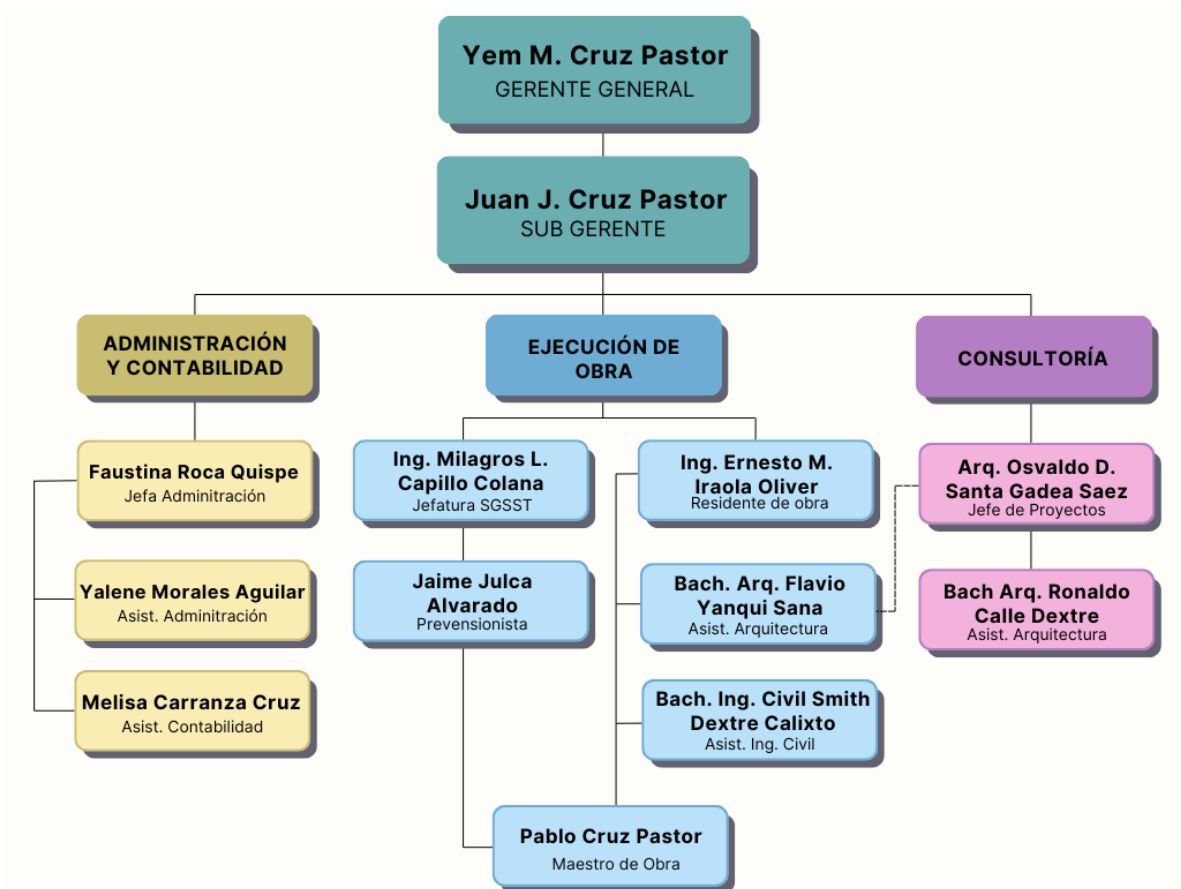 Yem M. Cruz Pastor
GERENTE GENERAL
Juan J. Cruz Pastor
SUB GERENTE
ADMINISTRACIÓN
Y CONTABILIDAD
Faustina Roca Quispe
Jefa Adminitración
Yalene Morales Aguilar
Asist. Adminitración
Melisa Carranza Cruz
Asist. Contabilidad
EJECUCIÓN DE
OBRA
Ing. Milagros L.
Capillo Colana
Jefatura SGSST
Jaime Julca
Alvarado
Prevensionista
Ing. Ernesto M.
Iraola Oliver
Residente de obra
Bach. Arq. Flavio
Yanqui Sana
Asist. Arquitectura
Bach. Ing. Civil Smith
Dextre Calixto
Asist. Ing. Civil
Pablo Cruz Pastor
Maestro de Obra
CONSULTORÍA
Arq. Osvaldo D.
Santa Gadea Saez
Jefe de Proyectos
Bach Arq. Ronaldo
Calle Dextre
Asist. Arquitectura